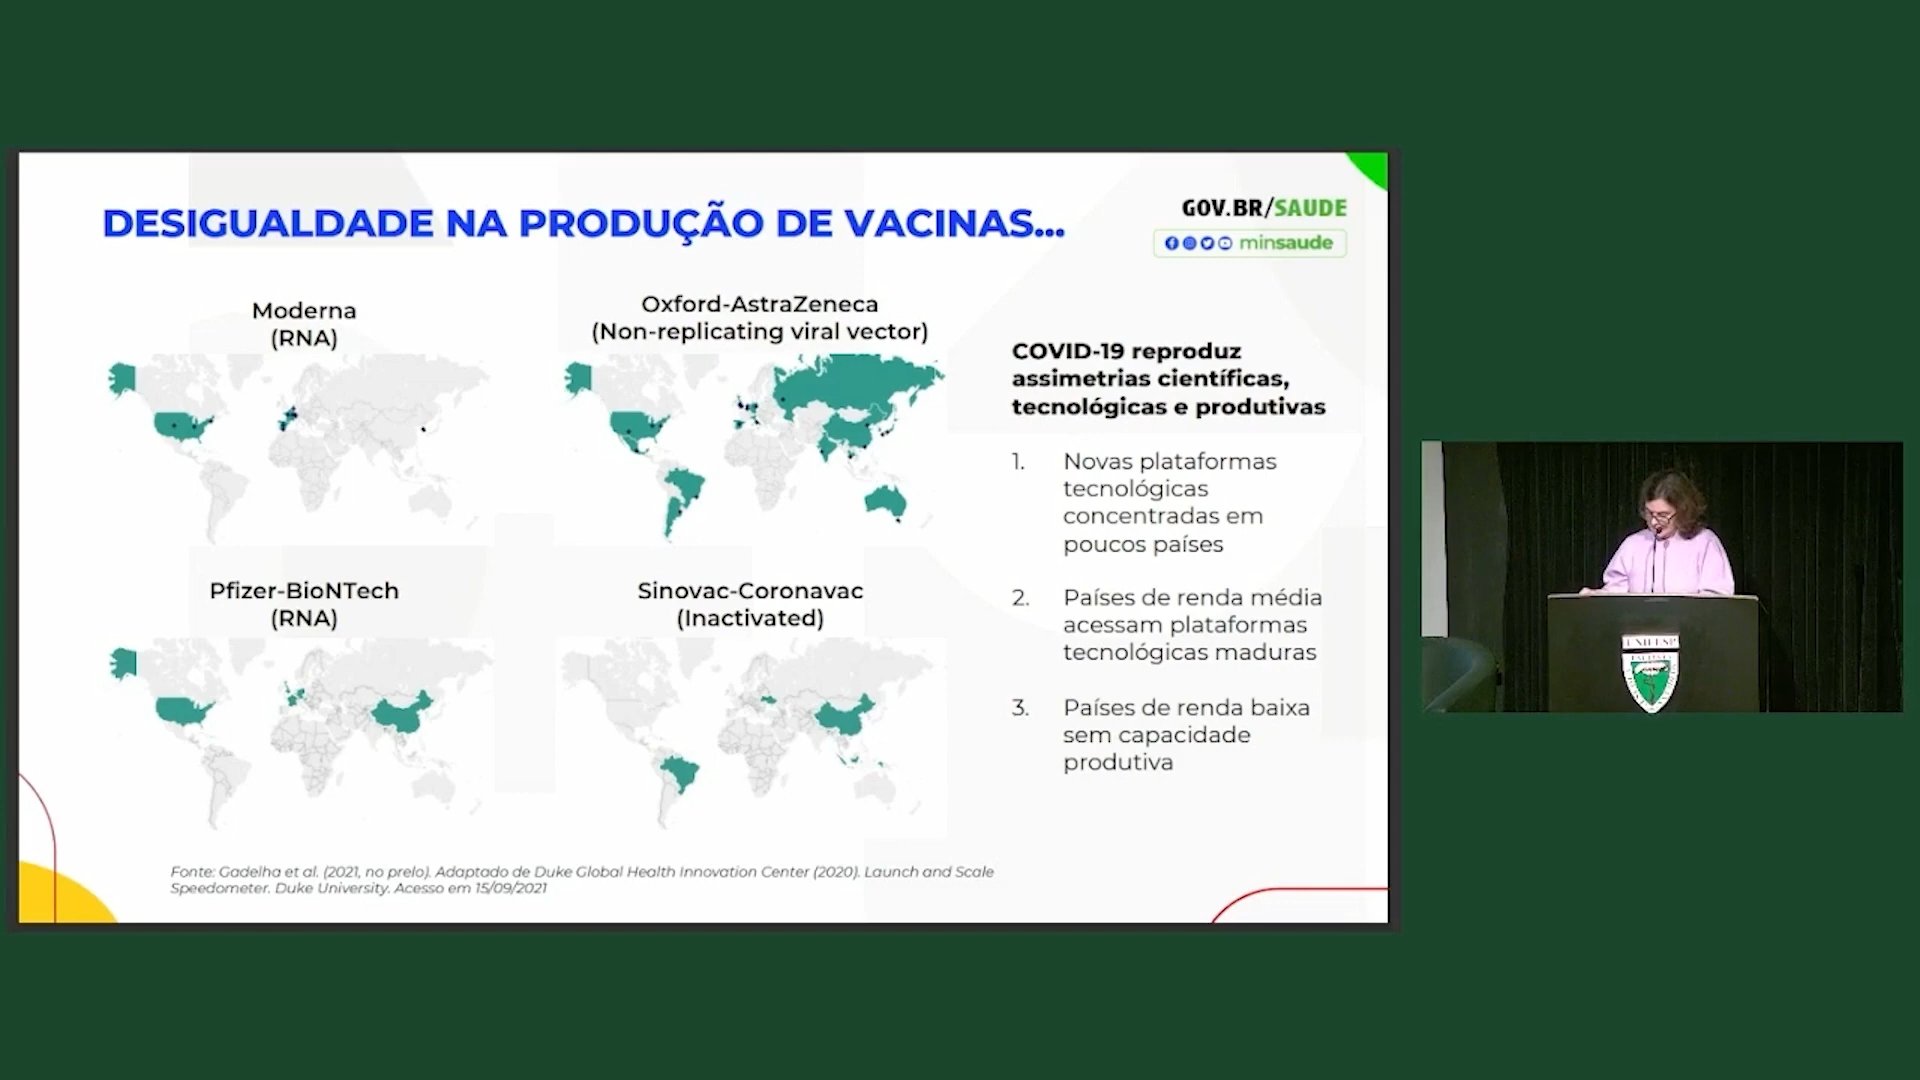 DESIGUALDADE NA PRODUÇÃO DE VACINAS...
GOV.BR/SAUDE
minsaude
Moderna
(RNA)
Oxford-AstraZeneca
(Non-replicating viral vector)
Pfizer-BioNTech
(RNA)
Sinovac-Coronavac
(Inactivated)
COVID-19 reproduz
assimetrias científicas,
tecnológicas e produtivas
1. Novas plataformas
tecnológicas
concentradas em
poucos países
2. Países de renda média
acessam plataformas
tecnológicas maduras
3. Países de renda baixa
sem capacidade
produtiva
Fonte: Gadelha et al. (2021, no prelo). Adaptado de Duke Global Health Innovation Center (2020). Launch and Scale
Speedometer. Duke University. Acesso em 15/09/2021